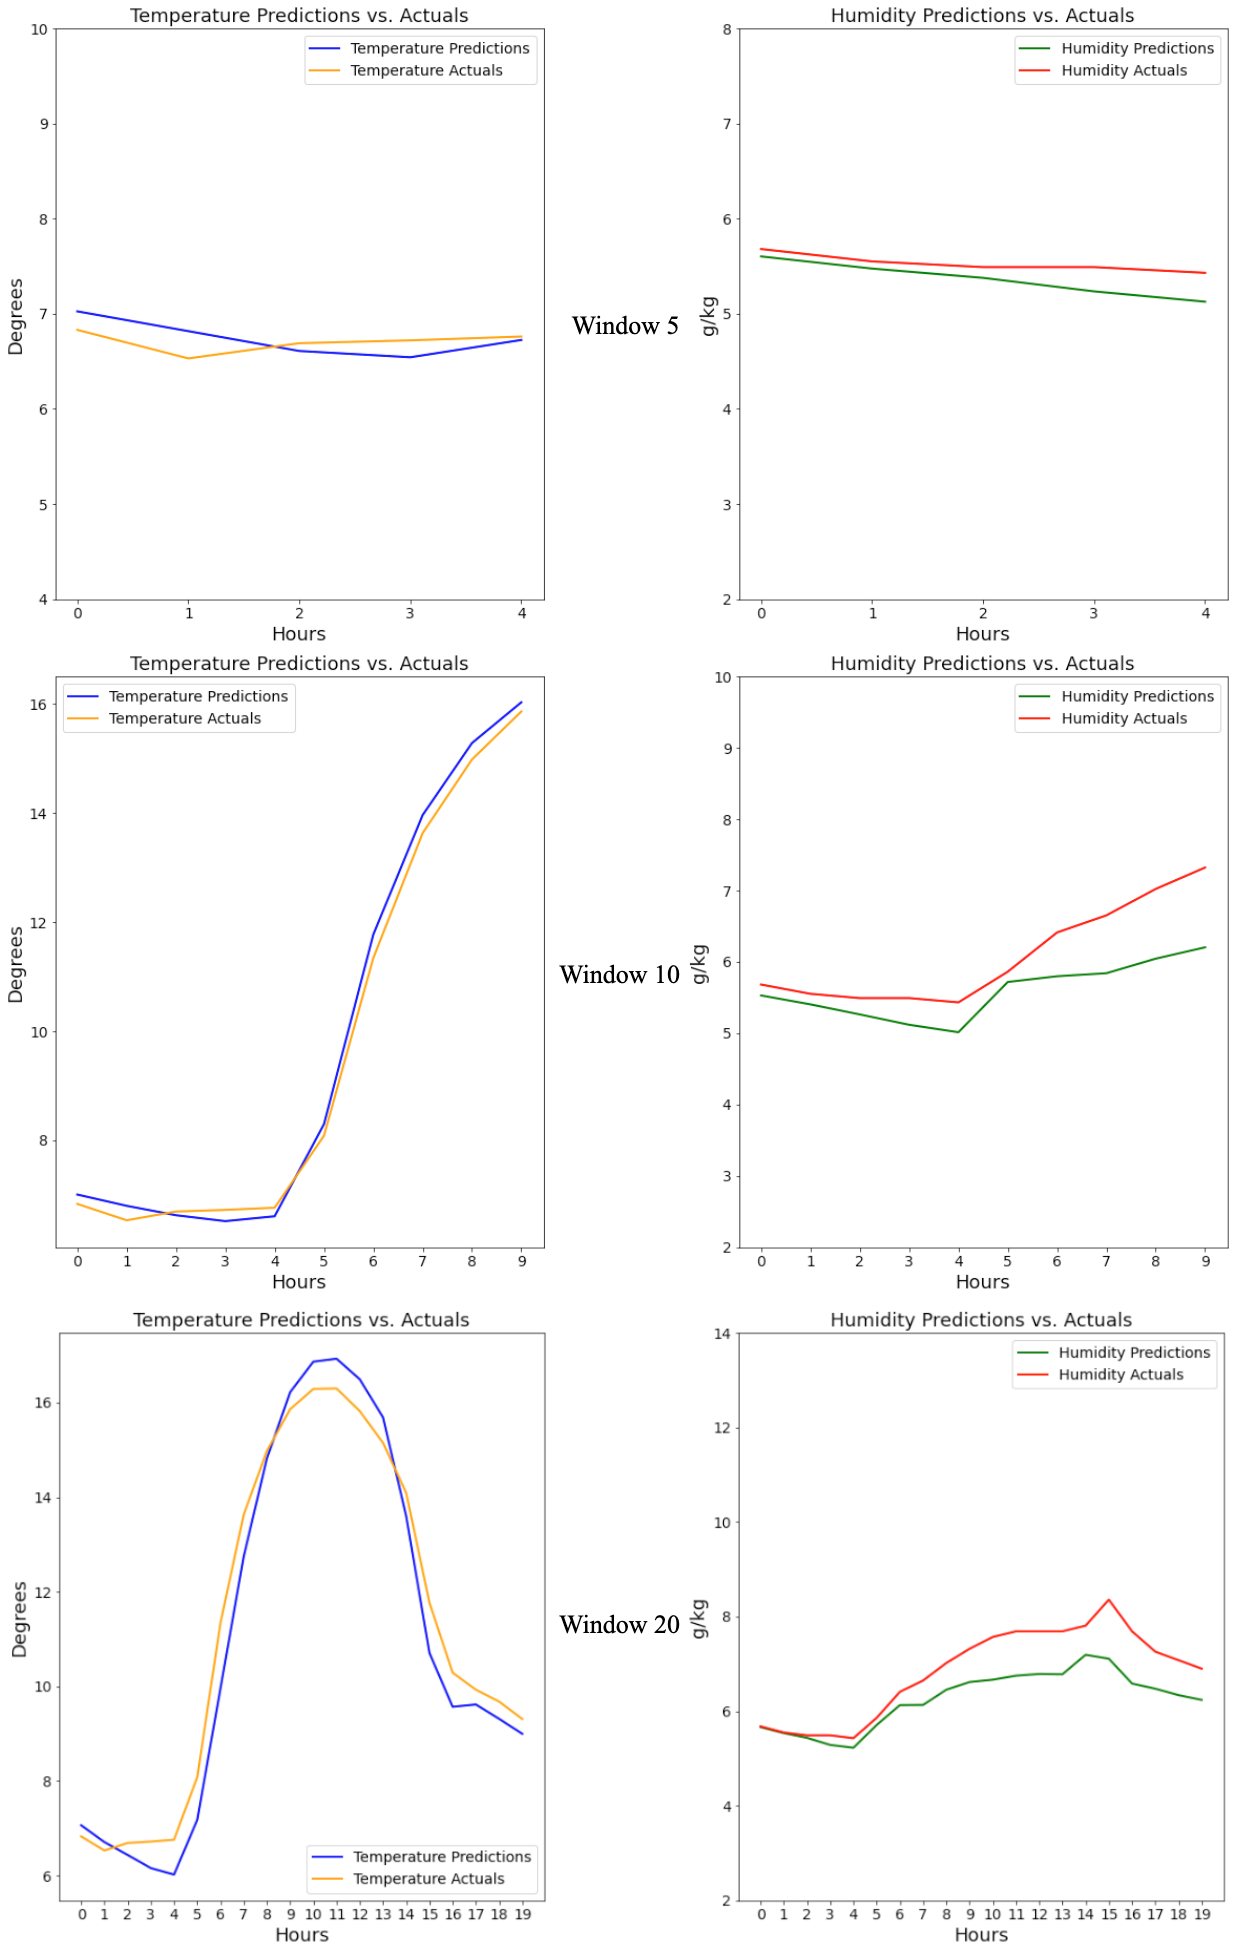 Temperature Predictions vs. Actuals
Temperature Predictions
Temperature Actuals
10
9
8
7
6
5
4
Degrees
0 1 2 3 4
Hours
Window 5
Humidity Predictions vs. Actuals
Humidity Predictions
Humidity Actuals
8
7
6
5
4
3
2
g/kg
0 1 2 3 4
Hours
Temperature Predictions vs. Actuals
Temperature Predictions
Temperature Actuals
16
14
12
10
8
Degrees
0 1 2 3 4 5 6 7 8 9
Hours
Window 10
Humidity Predictions vs. Actuals
Humidity Predictions
Humidity Actuals
10
9
8
7
6
5
4
3
2
g/kg
0 1 2 3 4 5 6 7 8 9
Hours
Temperature Predictions vs. Actuals
16
14
12
10
8
6
Degrees
Temperature Predictions
Temperature Actuals
0 1 2 3 4 5 6 7 8 9 10 11 12 13 14 15 16 17 18 19
Hours
Window 20
Humidity Predictions vs. Actuals
Humidity Predictions
Humidity Actuals
14
12
10
8
6
4
2
g/kg
0 1 2 3 4 5 6 7 8 9 10 11 12 13 14 15 16 17 18 19
Hours